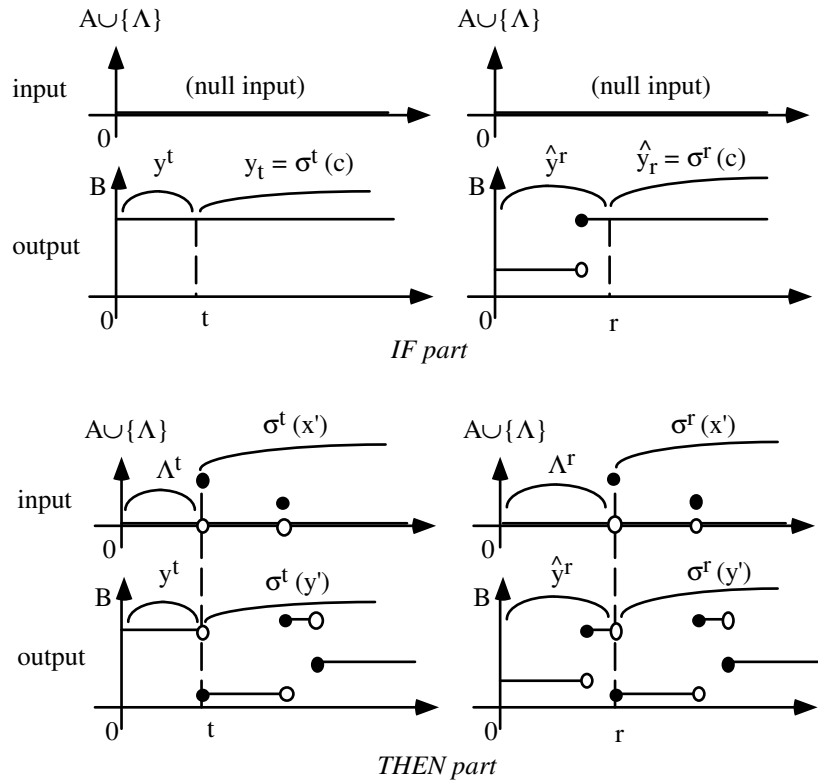 A∪{Λ} A∪{Λ}
input (null input) (null input)
0 0
y^t y_t = σ^t (c) ŷ^r ŷ_r = σ^r (c)
B B
output
0 t 0 r
IF part
A∪{Λ} σ^t (x') A∪{Λ} σ^r (x')
Λ^t Λ^r
input
0 0
y^t σ^t (y') ŷ^r σ^r (y')
B B
output
0 t 0 r
THEN part